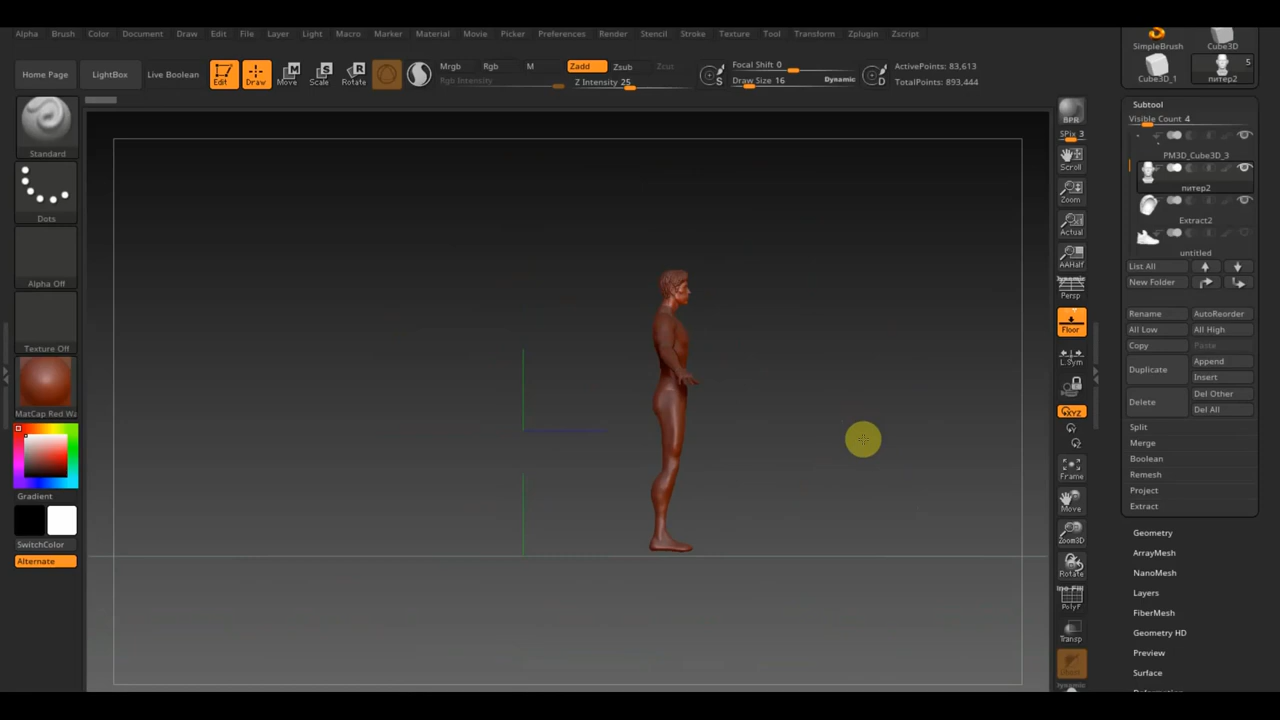 Alpha Brush Color Document Draw Edit File Layer Light Macro Marker Material Movie Picker Preferences Render Stencil Stroke Texture Tool Transform Zplugin Zscript
SimpleBrush Cube3D
Home Page LightBox Live Boolean Edit Draw Move Scale Rotate
Mrgb Rgb M
Rgb Intensity
Zadd Zsub Zcut
Z Intensity 25
S
Focal Shift 0
Draw Size 16 Dynamic
D
ActivePoints: 83,613
TotalPoints: 893,444
Cube3D_1 питер2
5
Standard
Dots
Alpha Off
Texture Off
MatCap Red Wa
Gradient
SwitchColor
Alternate
BPR
SPix 3
Scroll
Zoom
Actual
AAHalf
Dynamic
Persp
Floor
L.Sym
XYZ
Frame
Move
Zoom3D
Rotate
PolyF
Transp
Dynamic
Subtool
Visible Count 4
PM3D_Cube3D_3
питер2
Extract2
untitled
List All
New Folder
Rename AutoReorder
All Low All High
Copy Paste
Duplicate Append
Insert
Delete Del Other
Del All
Split
Merge
Boolean
Remesh
Project
Extract
Geometry
ArrayMesh
NanoMesh
Layers
FiberMesh
Geometry HD
Preview
Surface